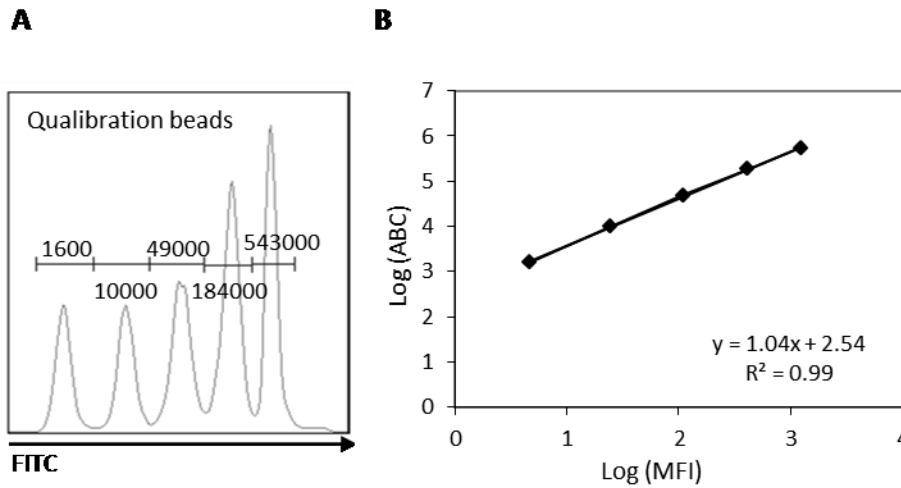 A
Qualibration beads
1600 49000 543000
10000 184000
FITC
B
Log (ABC)
7
6
5
4
3
2
1
0
y = 1.04x + 2.54
R² = 0.99
0 1 2 3 4
Log (MFI)